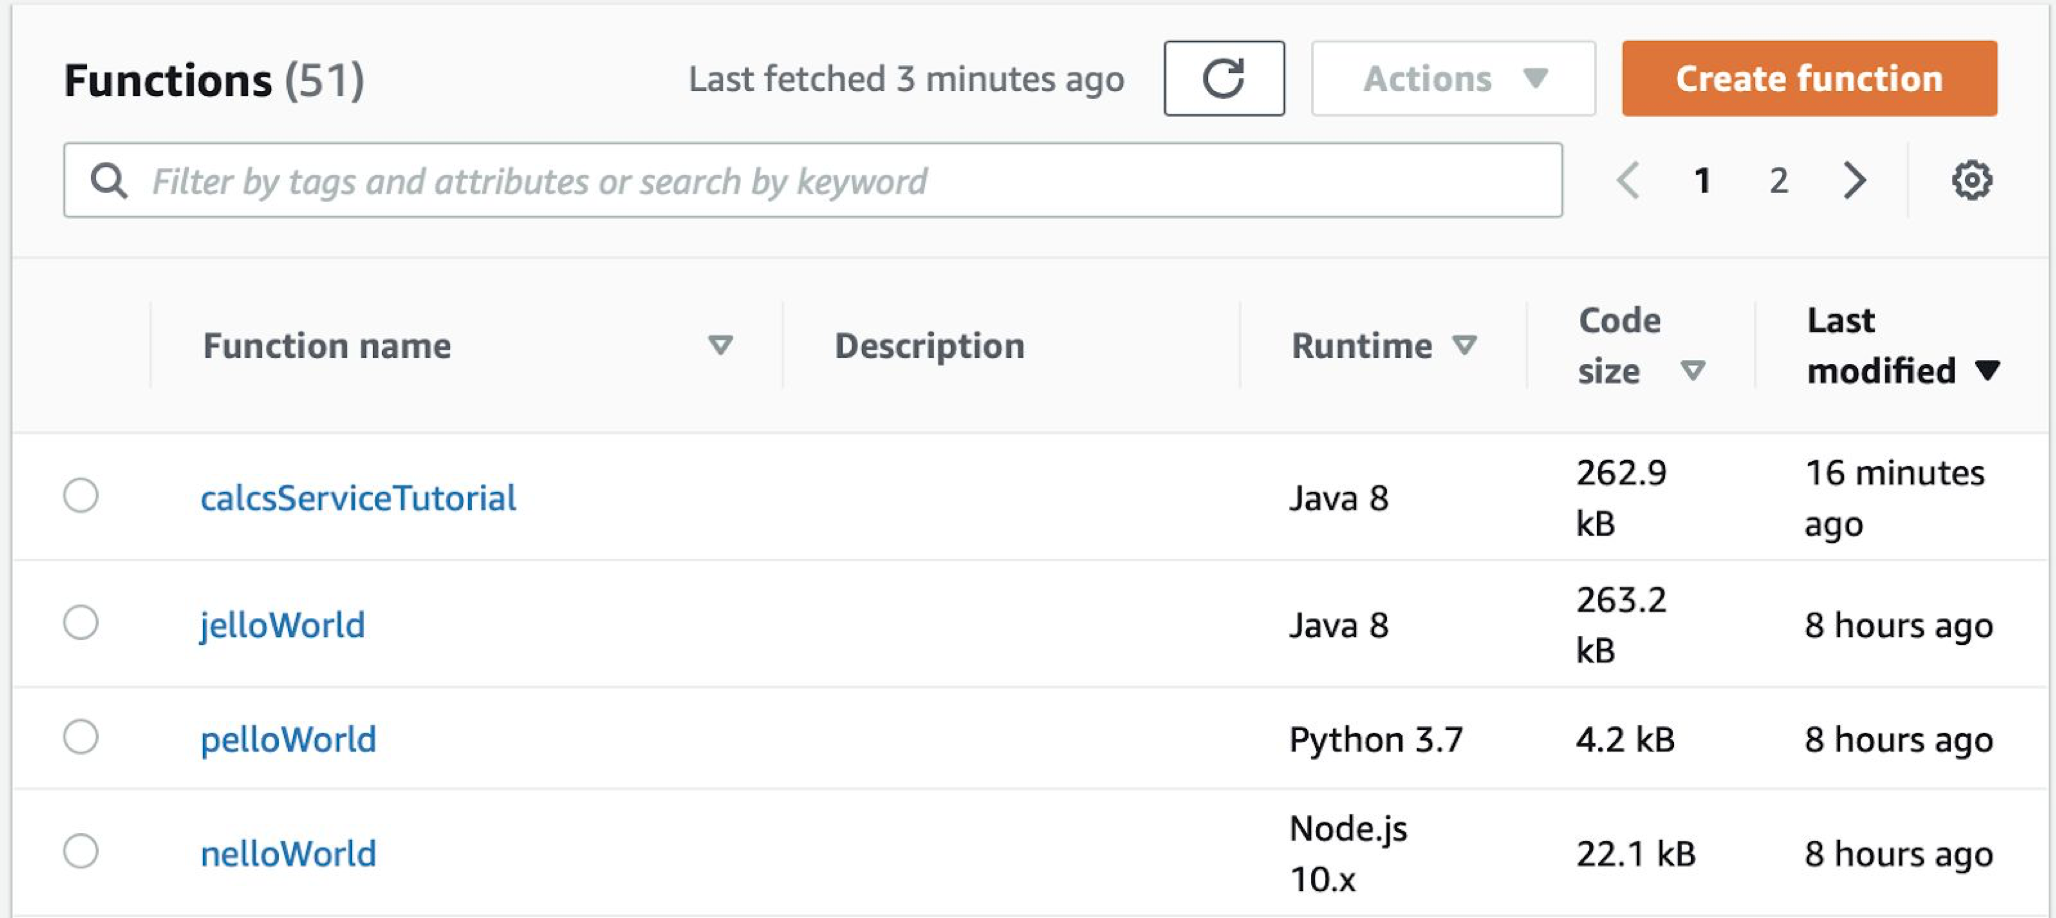 Functions (51) Last fetched 3 minutes ago Actions Create function
Filter by tags and attributes or search by keyword 1 2
Function name Description Runtime Code size Last modified
calcsServiceTutorial Java 8 262.9 kB 16 minutes ago
jelloWorld Java 8 263.2 kB 8 hours ago
pelloWorld Python 3.7 4.2 kB 8 hours ago
nelloWorld Node.js 10.x 22.1 kB 8 hours ago